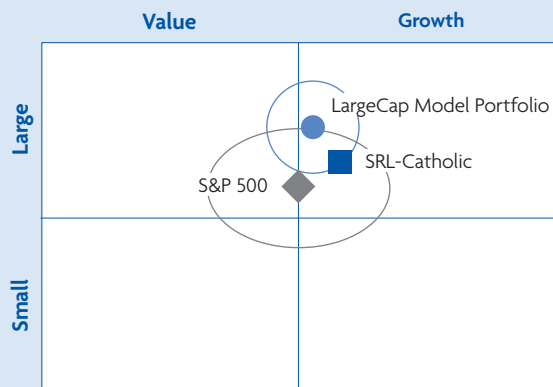 Value
Growth
Large
LargeCap Model Portfolio
SRL-Catholic
S&P 500
Small